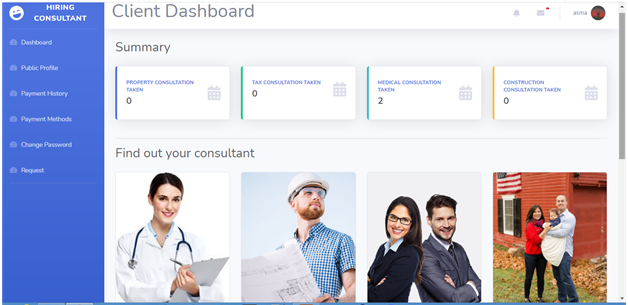 HIRING
CONSULTANT
Client Dashboard
asma
Dashboard
Public Profile
Payment History
Payment Methods
Change Password
Request
Summary
PROPERTY CONSULTATION
TAKEN
0
TAX CONSULTATION TAKEN
0
MEDICAL CONSULTATION
TAKEN
2
CONSTRUCTION
CONSULTATION TAKEN
0
Find out your consultant